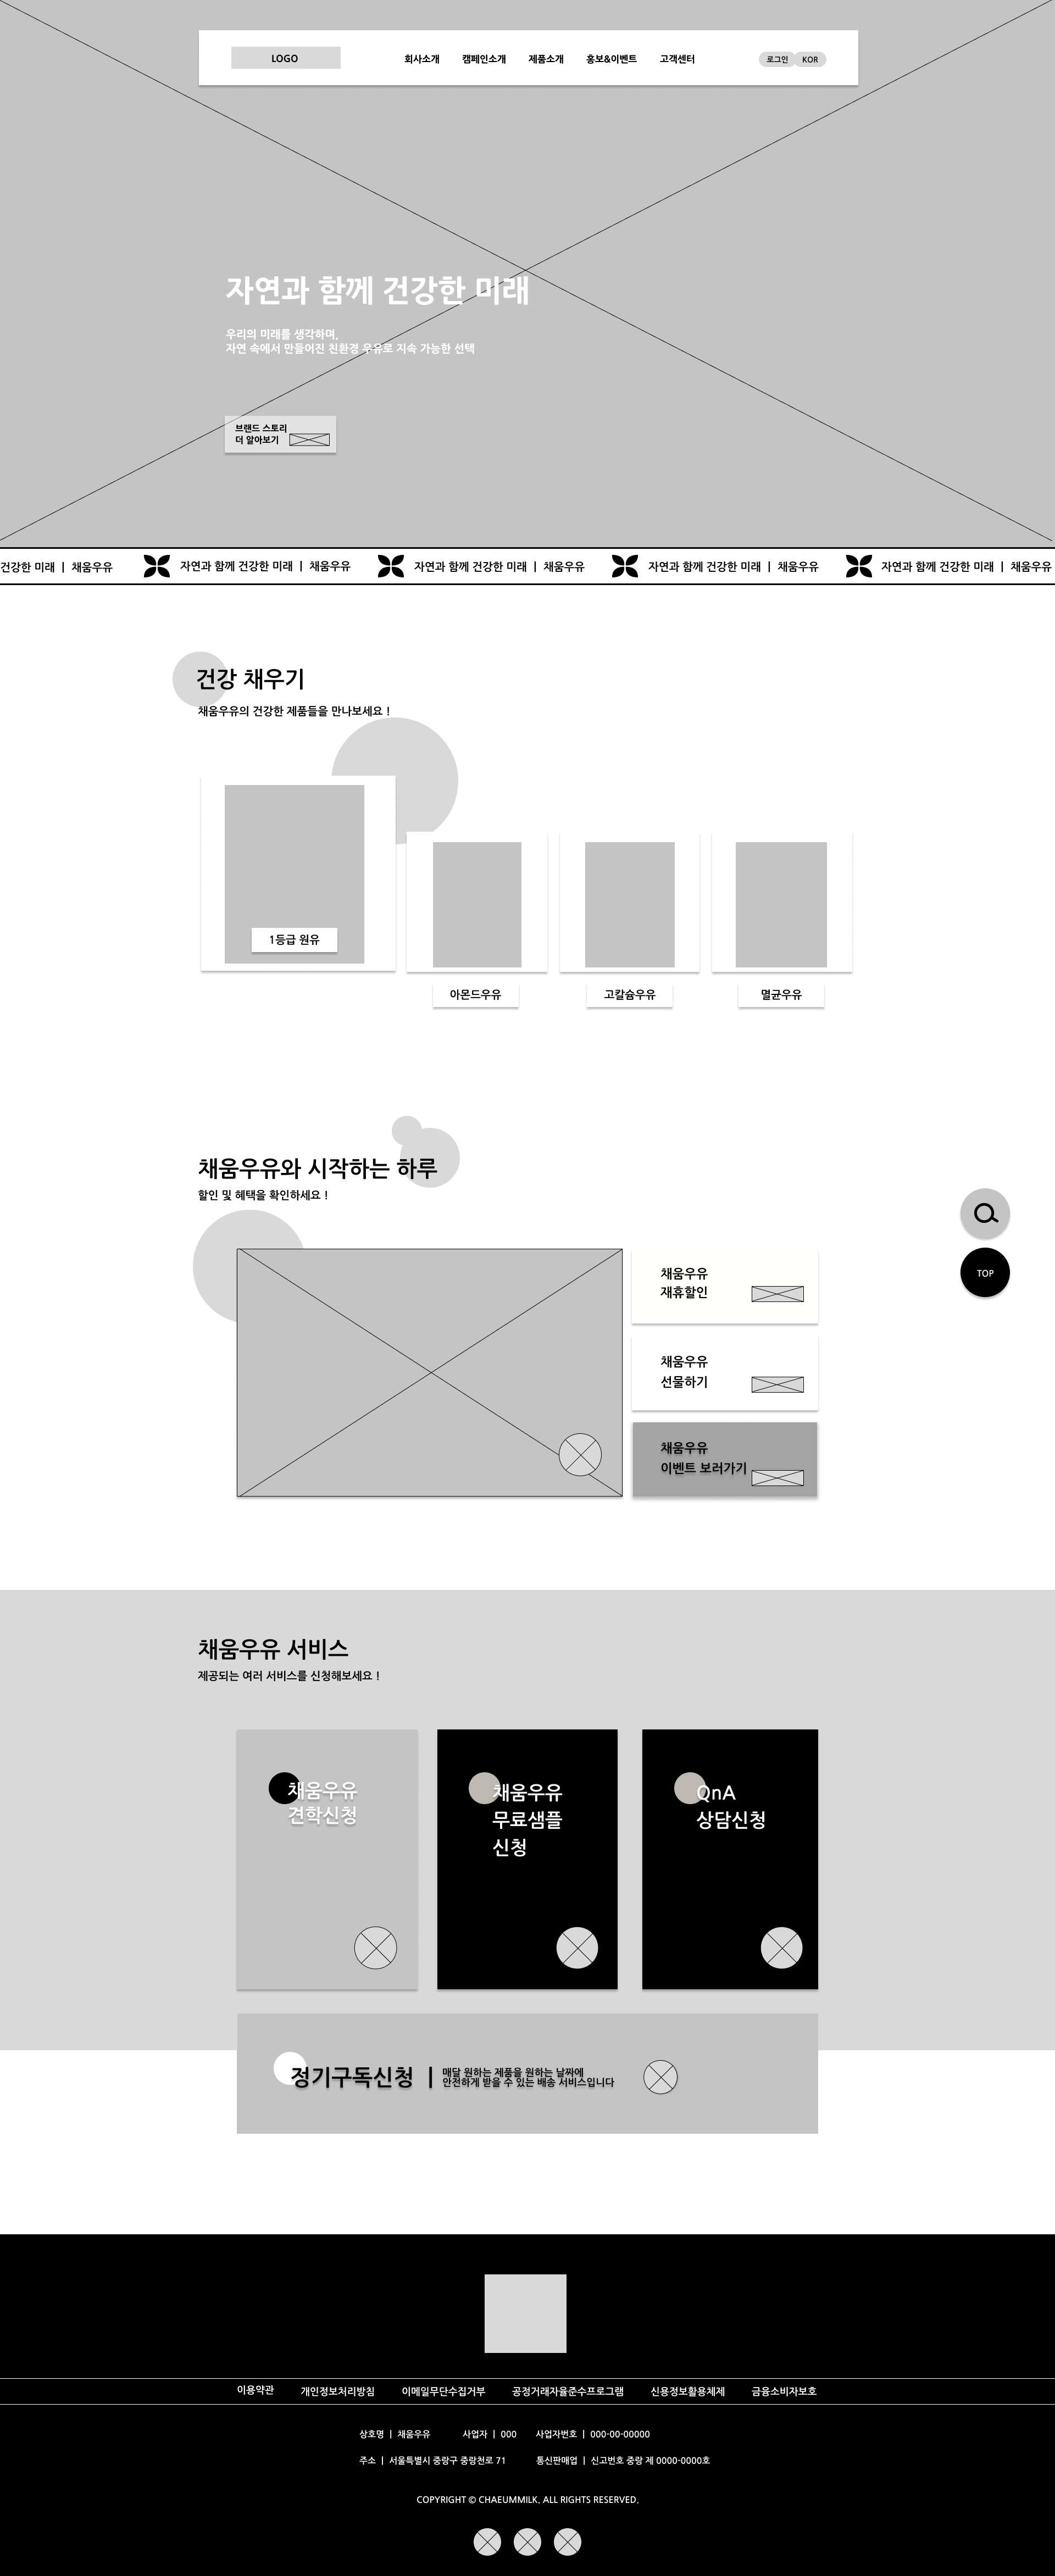 LOGO
회사소개
캠페인소개
제품소개
홍보&이벤트
고객센터
로그인
KOR
자연과 함께 건강한 미래
우리의 미래를 생각하며,
자연 속에서 만들어진 친환경 우유로 지속 가능한 선택
브랜드 스토리
더 알아보기
건강한 미래 | 채움우유
자연과 함께 건강한 미래 | 채움우유
자연과 함께 건강한 미래 | 채움우유
자연과 함께 건강한 미래 | 채움우유
자연과 함께 건강한 미래 | 채움우유
건강 채우기
채움우유의 건강한 제품들을 만나보세요 !
1등급 원유
아몬드우유
고칼슘우유
멸균우유
채움우유와 시작하는 하루
할인 및 혜택을 확인하세요 !
채움우유
재휴할인
채움우유
선물하기
채움우유
이벤트 보러가기
TOP
채움우유 서비스
제공되는 여러 서비스를 신청해보세요 !
채움우유
견학신청
채움우유
무료샘플
신청
QnA
상담신청
정기구독신청 |
매달 원하는 제품을 원하는 날짜에
안전하게 받을 수 있는 배송 서비스입니다
이용약관
개인정보처리방침
이메일무단수집거부
공정거래자율준수프로그램
신용정보활용체제
금융소비자보호
상호명 | 채움우유
사업자 | 000
사업자번호 | 000-00-00000
주소 | 서울특별시 중랑구 중랑천로 71
통신판매업 | 신고번호 중랑 제 0000-0000호
COPYRIGHT © CHAEUMMILK. ALL RIGHTS RESERVED.